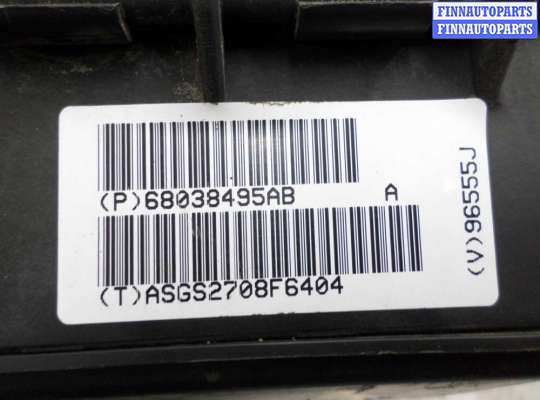 FINNAUTOPARTS
FINNAUTOPARTS
(P)68038495AB A
(T)ASGS2708F6404
(V)96555J